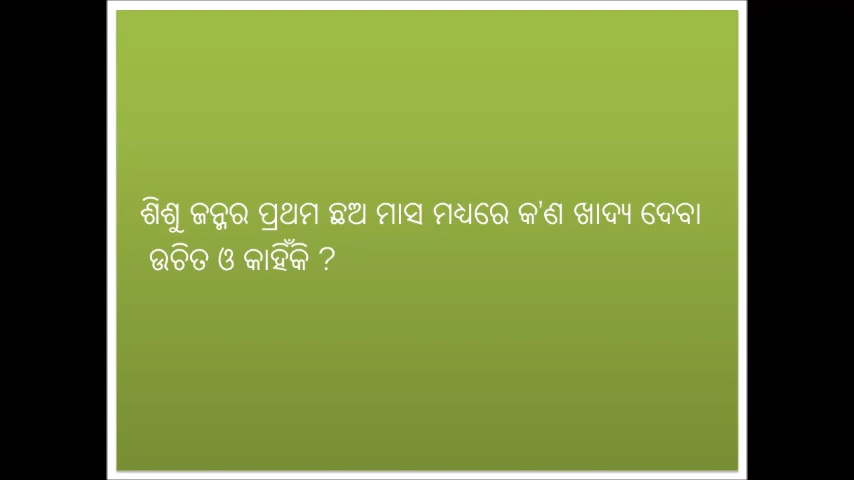 ଶିଶୁ ଜନ୍ମର ପ୍ରଥମ ଛଅ ମାସ ମଧ୍ୟରେ କ'ଣ ଖାଦ୍ୟ ଦେବା
ଉଚିତ ଓ କାହିଁକି ?